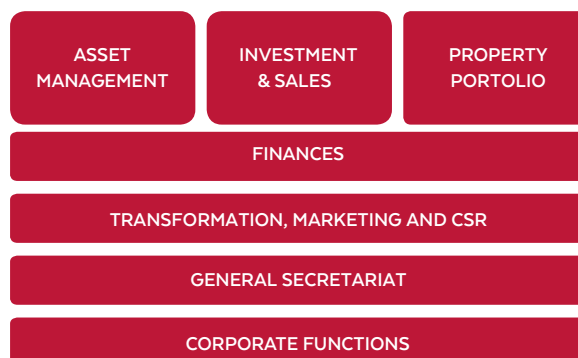 ASSET
MANAGEMENT
INVESTMENT
& SALES
PROPERTY
PORTOLIO
FINANCES
TRANSFORMATION, MARKETING AND CSR
GENERAL SECRETARIAT
CORPORATE FUNCTIONS